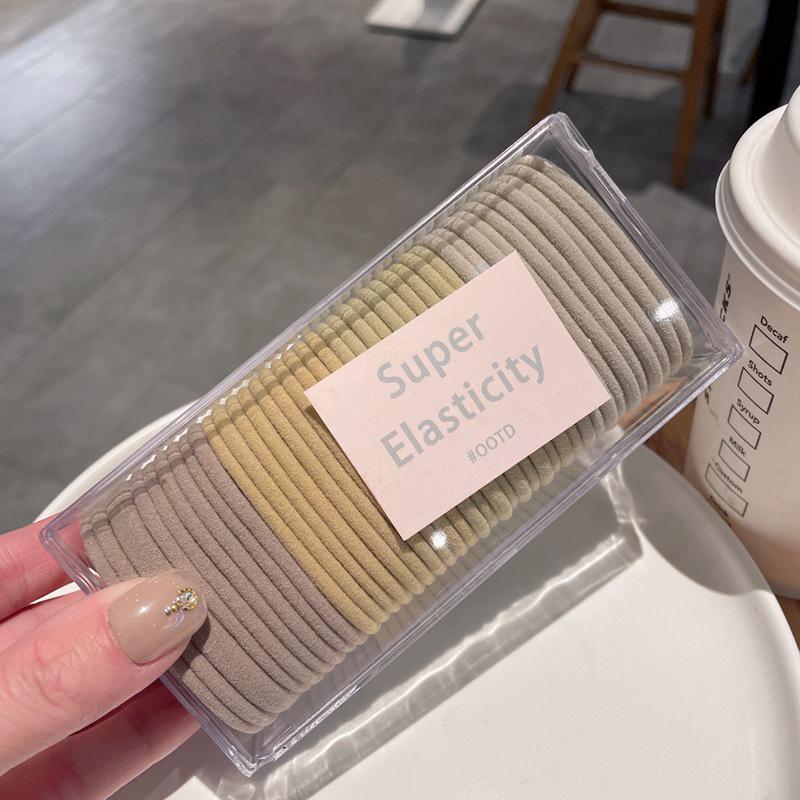 Super
Elasticity
#OOTD
Decaf
Shots
Syrup
Milk
Custom